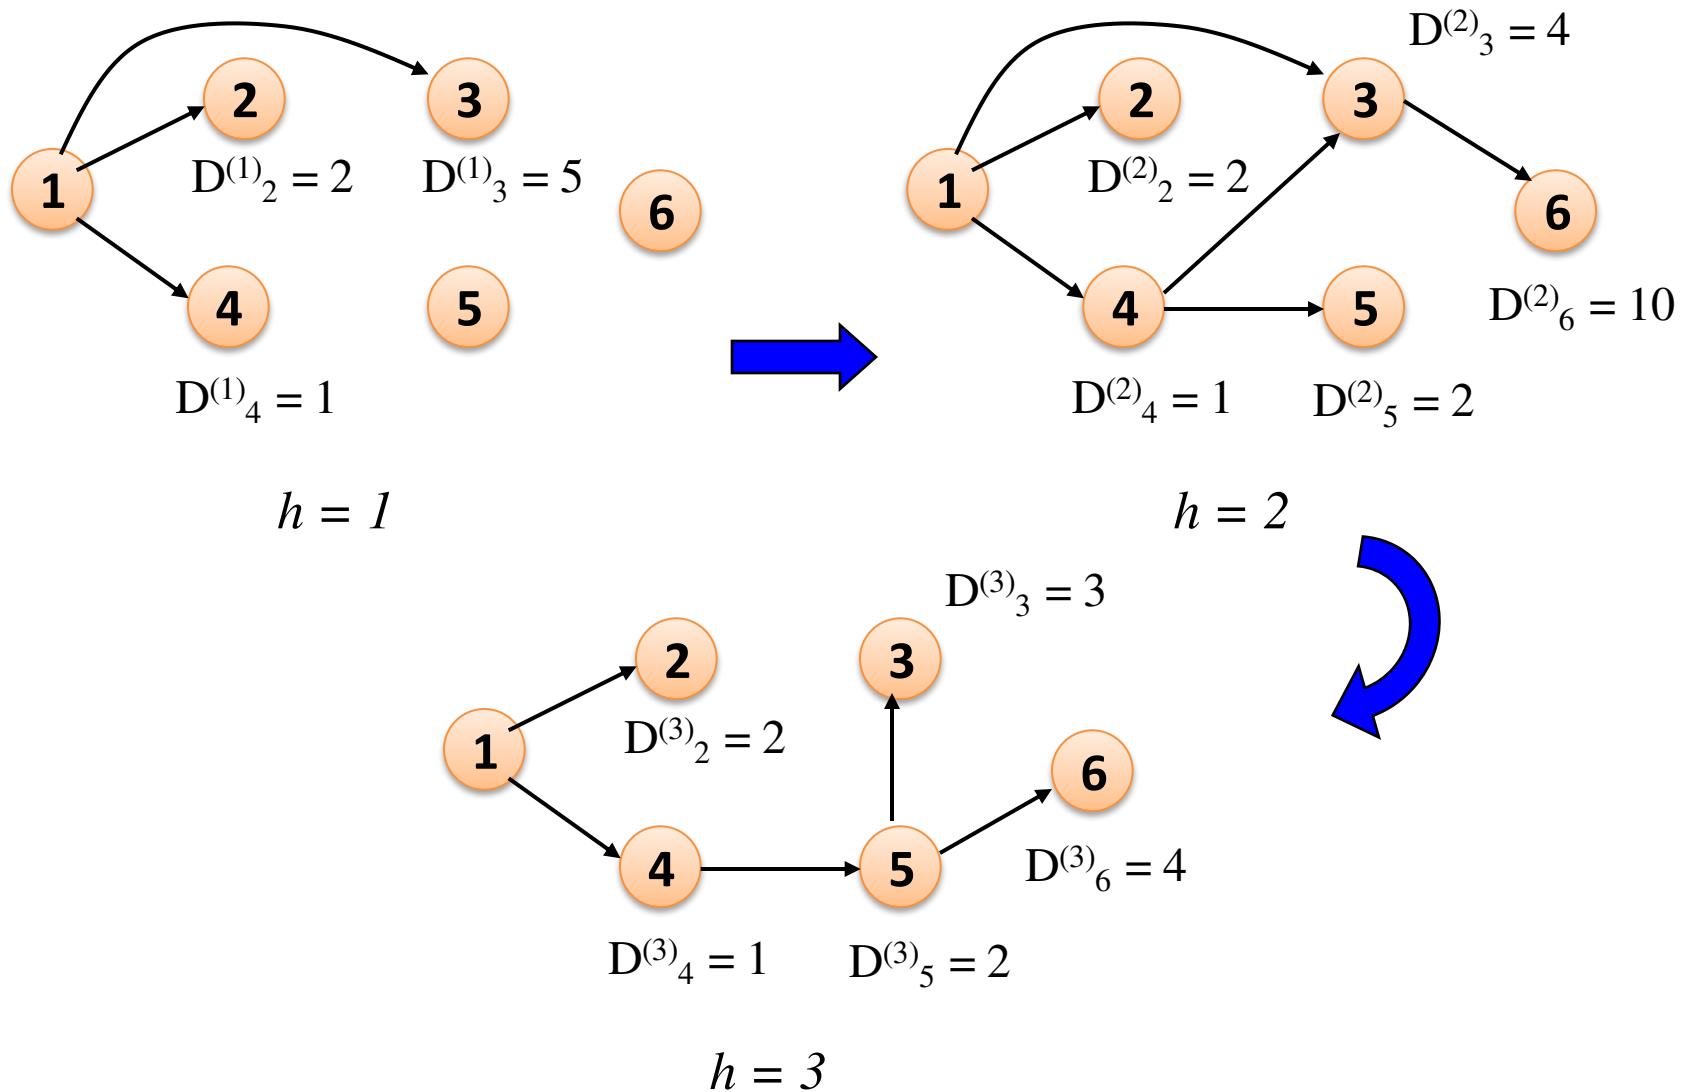 2
3
1
D(1)2 = 2
D(1)3 = 5
6
4
5
D(1)4 = 1
h = 1
D(2)3 = 4
2
3
1
D(2)2 = 2
6
4
5
D(2)6 = 10
D(2)4 = 1
D(2)5 = 2
h = 2
D(3)3 = 3
2
3
1
D(3)2 = 2
6
4
5
D(3)6 = 4
D(3)4 = 1
D(3)5 = 2
h = 3